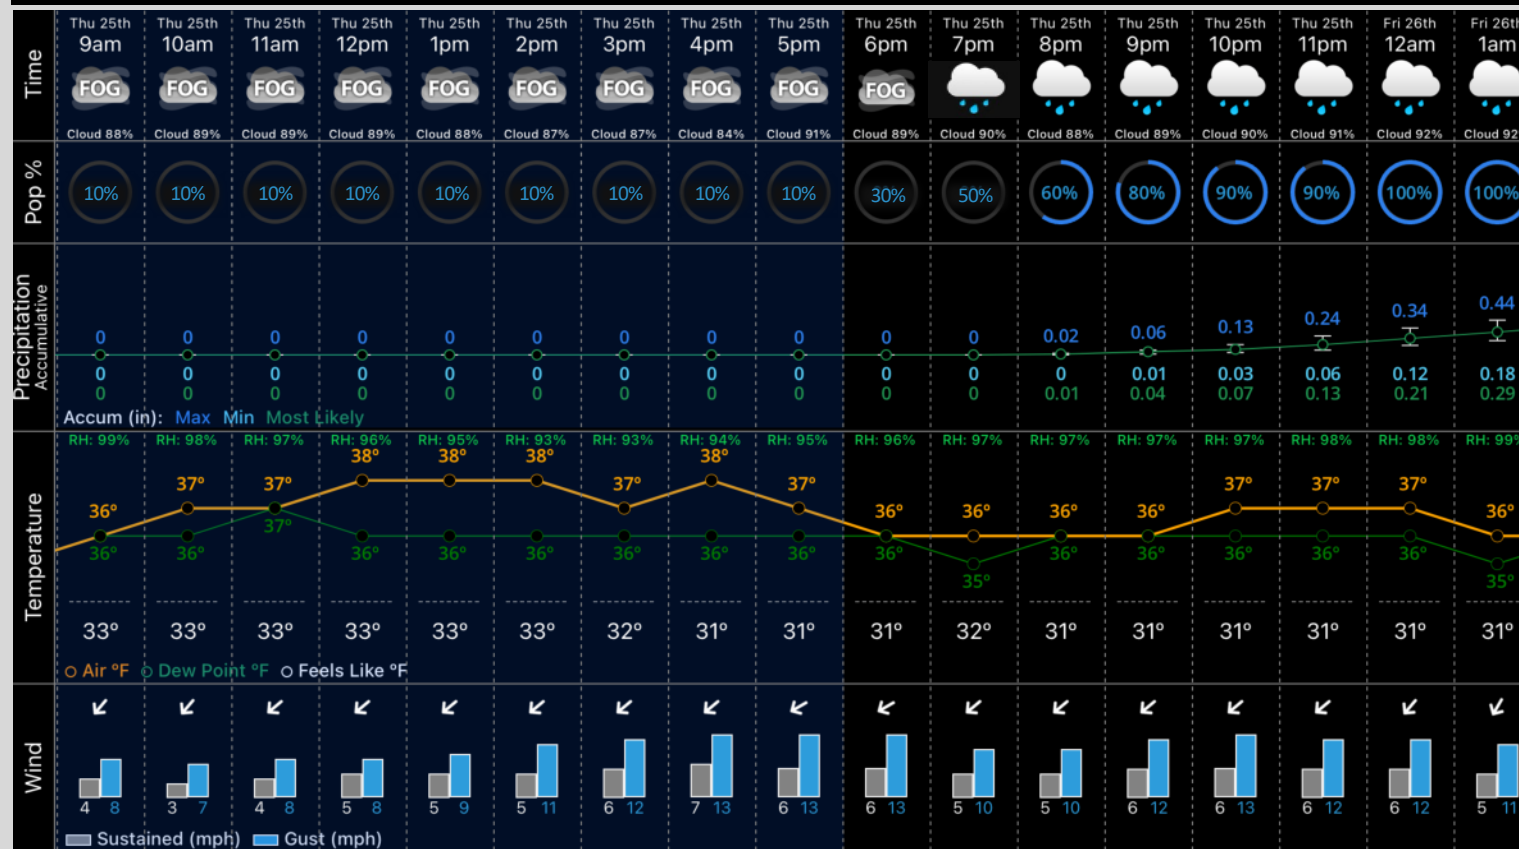 Time
Thu 25th Thu 25th Thu 25th Thu 25th Thu 25th Thu 25th Thu 25th Thu 25th Thu 25th Thu 25th Thu 25th Thu 25th Thu 25th Thu 25th Thu 25th Fri 26th Fri 26th
9am 10am 11am 12pm 1pm 2pm 3pm 4pm 5pm 6pm 7pm 8pm 9pm 10pm 11pm 12am 1am
FOG FOG FOG FOG FOG FOG FOG FOG FOG FOG
Cloud 88% Cloud 89% Cloud 89% Cloud 89% Cloud 88% Cloud 87% Cloud 87% Cloud 84% Cloud 91% Cloud 89% Cloud 90% Cloud 88% Cloud 89% Cloud 90% Cloud 91% Cloud 92% Cloud 92
Pop %
10% 10% 10% 10% 10% 10% 10% 10% 10% 30% 50% 60% 80% 90% 90% 100% 100%
Precipitation
Accumulative
0 0 0 0 0 0 0 0 0 0 0 0.02 0.06 0.13 0.24 0.34 0.44
0 0 0 0 0 0 0 0 0 0 0 0 0.01 0.03 0.06 0.12 0.18
0 0 0 0 0 0 0 0 0 0 0 0.01 0.04 0.07 0.13 0.21 0.29
Accum (in): Max Min Most Likely
Temperature
RH: 99% RH: 98% RH: 97% RH: 96% RH: 95% RH: 93% RH: 93% RH: 94% RH: 95% RH: 96% RH: 97% RH: 97% RH: 97% RH: 97% RH: 98% RH: 98% RH: 99%
36° 37° 37° 38° 38° 38° 37° 38° 37° 36° 36° 36° 36° 37° 37° 37° 36°
36° 36° 37° 36° 36° 36° 36° 36° 36° 36° 35° 36° 36° 36° 36° 36° 35°
33° 33° 33° 33° 33° 33° 32° 31° 31° 31° 32° 31° 31° 31° 31° 31° 31°
Air °F Dew Point °F Feels Like °F
Wind
4 8 3 7 4 8 5 8 5 9 5 11 6 12 7 13 6 13 6 13 5 10 5 10 6 12 6 13 6 12 6 12 5 11
Sustained (mph) Gust (mph)